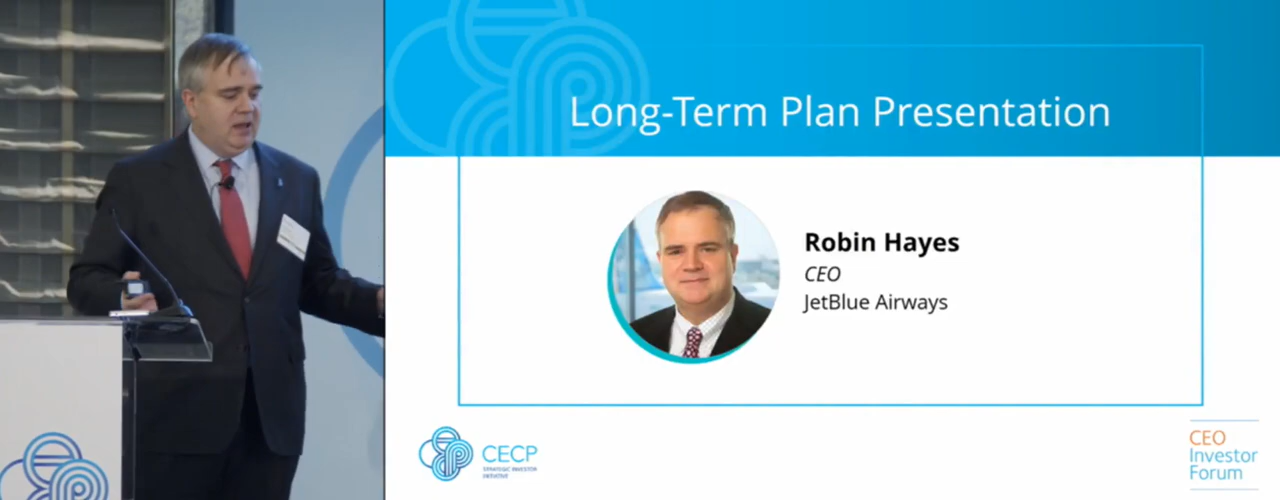 Long-Term Plan Presentation
Robin Hayes
CEO
JetBlue Airways
CECP
STRATEGIC INVESTOR
INITIATIVE
CEO
Investor
Forum